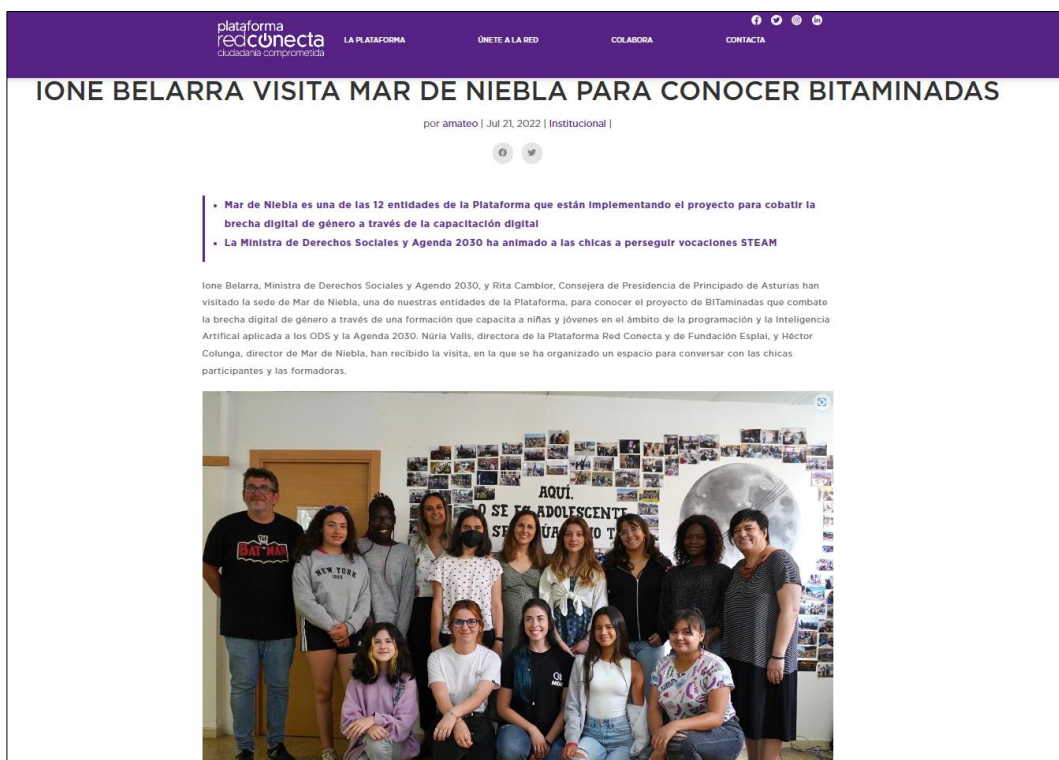 plataforma
redconecta
ciudadanía comprometida
LA PLATAFORMA
ÚNETE A LA RED
COLABORA
CONTACTA
IONE BELARRA VISITA MAR DE NIEBLA PARA CONOCER BITAMINADAS
por amateo | Jul 21, 2022 | Institucional |
• Mar de Niebla es una de las 12 entidades de la Plataforma que están implementando el proyecto para cobatir la
brecha digital de género a través de la capacitación digital
• La Ministra de Derechos Sociales y Agenda 2030 ha animado a las chicas a perseguir vocaciones STEAM
Ione Belarra, Ministra de Derechos Sociales y Agendo 2030, y Rita Camblor, Consejera de Presidencia de Principado de Asturias han
visitado la sede de Mar de Niebla, una de nuestras entidades de la Plataforma, para conocer el proyecto de BITaminadas que combate
la brecha digital de género a través de una formación que capacita a niñas y jóvenes en el ámbito de la programación y la Inteligencia
Artifical aplicada a los ODS y la Agenda 2030. Núria Valls, directora de la Plataforma Red Conecta y de Fundación Esplai, y Héctor
Colunga, director de Mar de Niebla, han recibido la visita, en la que se ha organizado un espacio para conversar con las chicas
participantes y las formadoras.
AQUÍ.
O SE ES ADOLESCENTE
BATMAN
NEW YORK